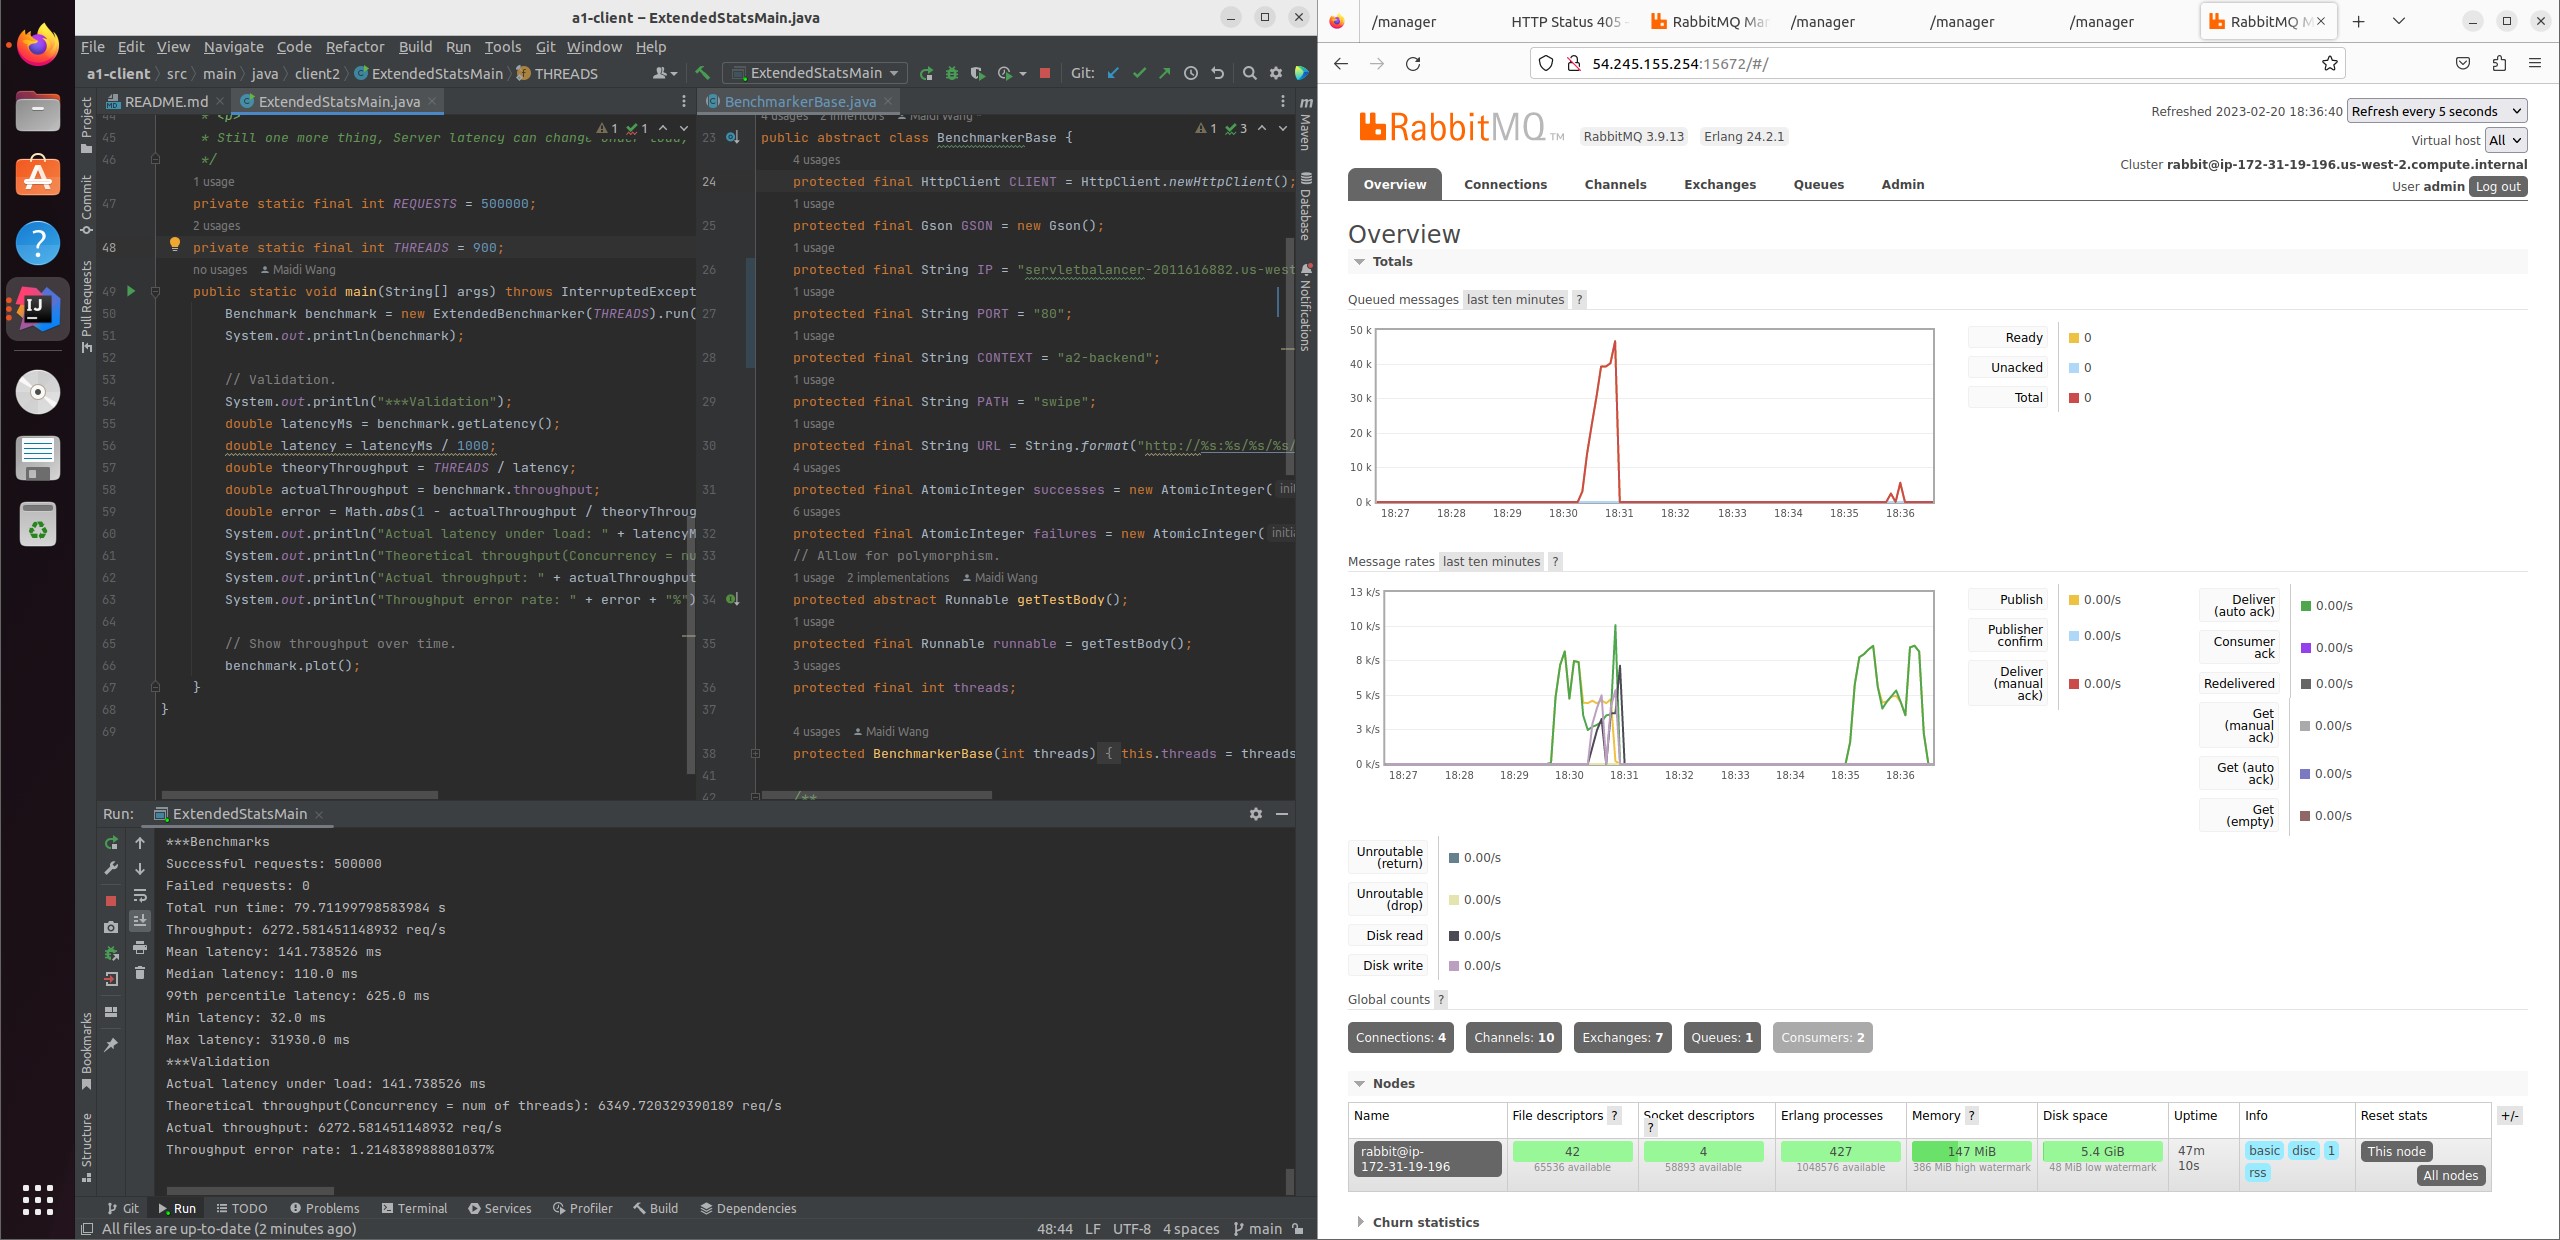 a1-client – ExtendedStatsMain.java
File Edit View Navigate Code Refactor Build Run Tools Git Window Help
a1-client src main java client2 ExtendedStatsMain THREADS
ExtendedStatsMain
Git:
README.md
ExtendedStatsMain.java
BenchmarkerBase.java
Project
Commit
Pull Requests
Bookmarks
Structure
1 1
44 * <p>
45 * Still one more thing, Server latency can change under load,
46 */
1 usage
47 private static final int REQUESTS = 500000;
2 usages
48 private static final int THREADS = 900;
no usages Maidi Wang
49 public static void main(String[] args) throws InterruptedExcept
50 Benchmark benchmark = new ExtendedBenchmarker(THREADS).run(
51 System.out.println(benchmark);
52
53 // Validation.
54 System.out.println("***Validation");
55 double latencyMs = benchmark.getLatency();
56 double latency = latencyMs / 1000;
57 double theoryThroughput = THREADS / latency;
58 double actualThroughput = benchmark.throughput;
59 double error = Math.abs(1 - actualThroughput / theoryThroug
60 System.out.println("Actual latency under load: " + latencyM
61 System.out.println("Theoretical throughput(Concurrency = nu
62 System.out.println("Actual throughput: " + actualThroughput
63 System.out.println("Throughput error rate: " + error + "%")
64
65 // Show throughput over time.
66 benchmark.plot();
67 }
68 }
69
4 usages 2 inheritors Maidi Wang
1 3
23 public abstract class BenchmarkerBase {
4 usages
24 protected final HttpClient CLIENT = HttpClient.newHttpClient();
1 usage
25 protected final Gson GSON = new Gson();
1 usage
26 protected final String IP = "servletbalancer-2011616882.us-west
1 usage
27 protected final String PORT = "80";
1 usage
28 protected final String CONTEXT = "a2-backend";
1 usage
29 protected final String PATH = "swipe";
1 usage
30 protected final String URL = String.format("http://%s:%s/%s/%s/
4 usages
31 protected final AtomicInteger successes = new AtomicInteger( init
6 usages
32 protected final AtomicInteger failures = new AtomicInteger( initi
33 // Allow for polymorphism.
1 usage 2 implementations Maidi Wang
34 protected abstract Runnable getTestBody();
1 usage
35 protected final Runnable runnable = getTestBody();
3 usages
36 protected final int threads;
37
4 usages Maidi Wang
38 protected BenchmarkerBase(int threads) { this.threads = threads
41
42 /**
Maven
Database
Notifications
Run: ExtendedStatsMain
***Benchmarks
Successful requests: 500000
Failed requests: 0
Total run time: 79.71199798583984 s
Throughput: 6272.581451148932 req/s
Mean latency: 141.738526 ms
Median latency: 110.0 ms
99th percentile latency: 625.0 ms
Min latency: 32.0 ms
Max latency: 31930.0 ms
***Validation
Actual latency under load: 141.738526 ms
Theoretical throughput(Concurrency = num of threads): 6349.720329390189 req/s
Actual throughput: 6272.581451148932 req/s
Throughput error rate: 1.214838988801037%
Git Run TODO Problems Terminal Services Profiler Build Dependencies
All files are up-to-date (2 minutes ago)
48:44 LF UTF-8 4 spaces main
/manager
HTTP Status 405 –
RabbitMQ Ma
/manager
/manager
/manager
RabbitMQ M
54.245.155.254:15672/#/
RabbitMQ TM
RabbitMQ 3.9.13
Erlang 24.2.1
Refreshed 2023-02-20 18:36:40 Refresh every 5 seconds
Virtual host All
Cluster rabbit@ip-172-31-19-196.us-west-2.compute.internal
User admin Log out
Overview Connections Channels Exchanges Queues Admin
Overview
Totals
Queued messages last ten minutes ?
50 k
40 k
30 k
20 k
10 k
0 k
18:27 18:28 18:29 18:30 18:31 18:32 18:33 18:34 18:35 18:36
Ready 0
Unacked 0
Total 0
Message rates last ten minutes ?
13 k/s
10 k/s
8 k/s
5 k/s
3 k/s
0 k/s
18:27 18:28 18:29 18:30 18:31 18:32 18:33 18:34 18:35 18:36
Publish 0.00/s
Publisher confirm 0.00/s
Deliver (manual ack) 0.00/s
Deliver (auto ack) 0.00/s
Consumer ack 0.00/s
Redelivered 0.00/s
Get (manual ack) 0.00/s
Get (auto ack) 0.00/s
Get (empty) 0.00/s
Unroutable (return) 0.00/s
Unroutable (drop) 0.00/s
Disk read 0.00/s
Disk write 0.00/s
Global counts ?
Connections: 4 Channels: 10 Exchanges: 7 Queues: 1 Consumers: 2
Nodes
Name File descriptors ? Socket descriptors ? Erlang processes Memory ? Disk space Uptime Info Reset stats +/-
rabbit@ip-172-31-19-196 42 4 427 147 MiB 5.4 GiB 47m 10s basic disc 1 rss This node
65536 available 58893 available 1048576 available 386 MiB high watermark 48 MiB low watermark All nodes
Churn statistics